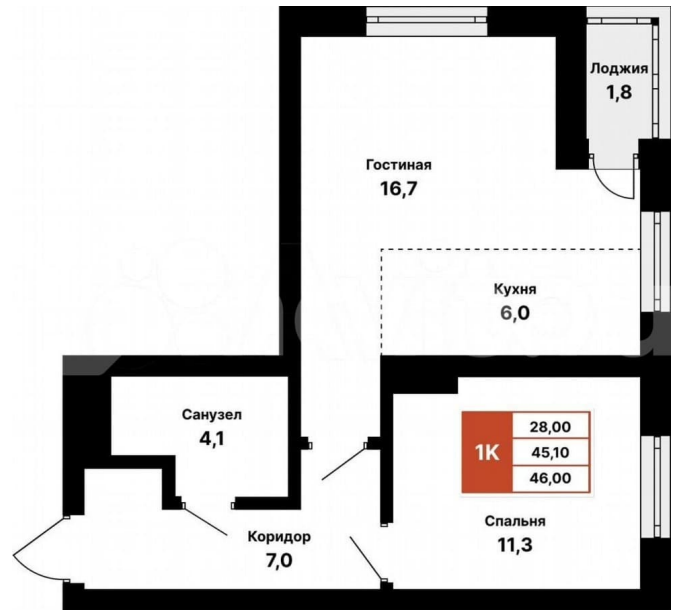 Лоджия
1,8
Гостиная
16,7
Кухня
6,0
Санузел
4,1
1К
28,00
45,10
46,00
Спальня
11,3
Коридор
7,0